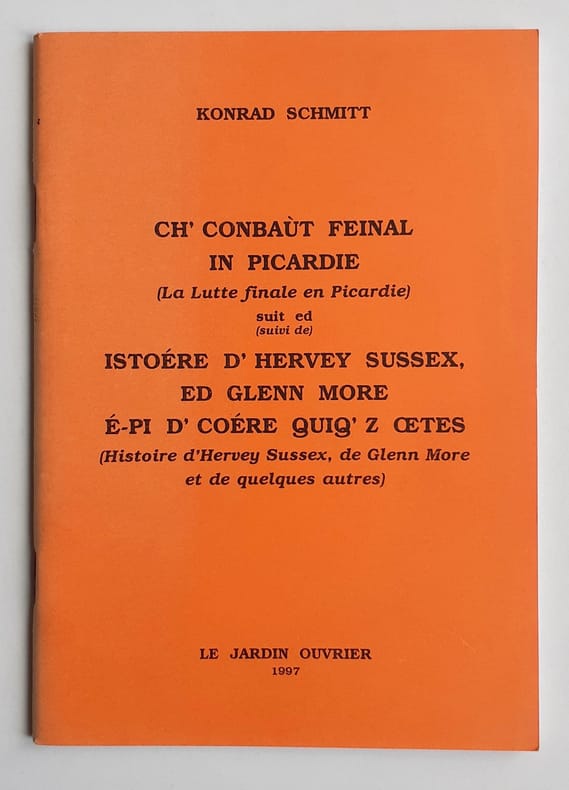 KONRAD SCHMITT
CH' CONBAÙT FEINAL
IN PICARDIE
(La Lutte finale en Picardie)
suit ed
(suivi de)
ISTOÉRE D' HERVEY SUSSEX,
ED GLENN MORE
É-PI D' COÉRE QUIQ' Z ŒTES
(Histoire d'Hervey Sussex, de Glenn More
et de quelques autres)
LE JARDIN OUVRIER
1997